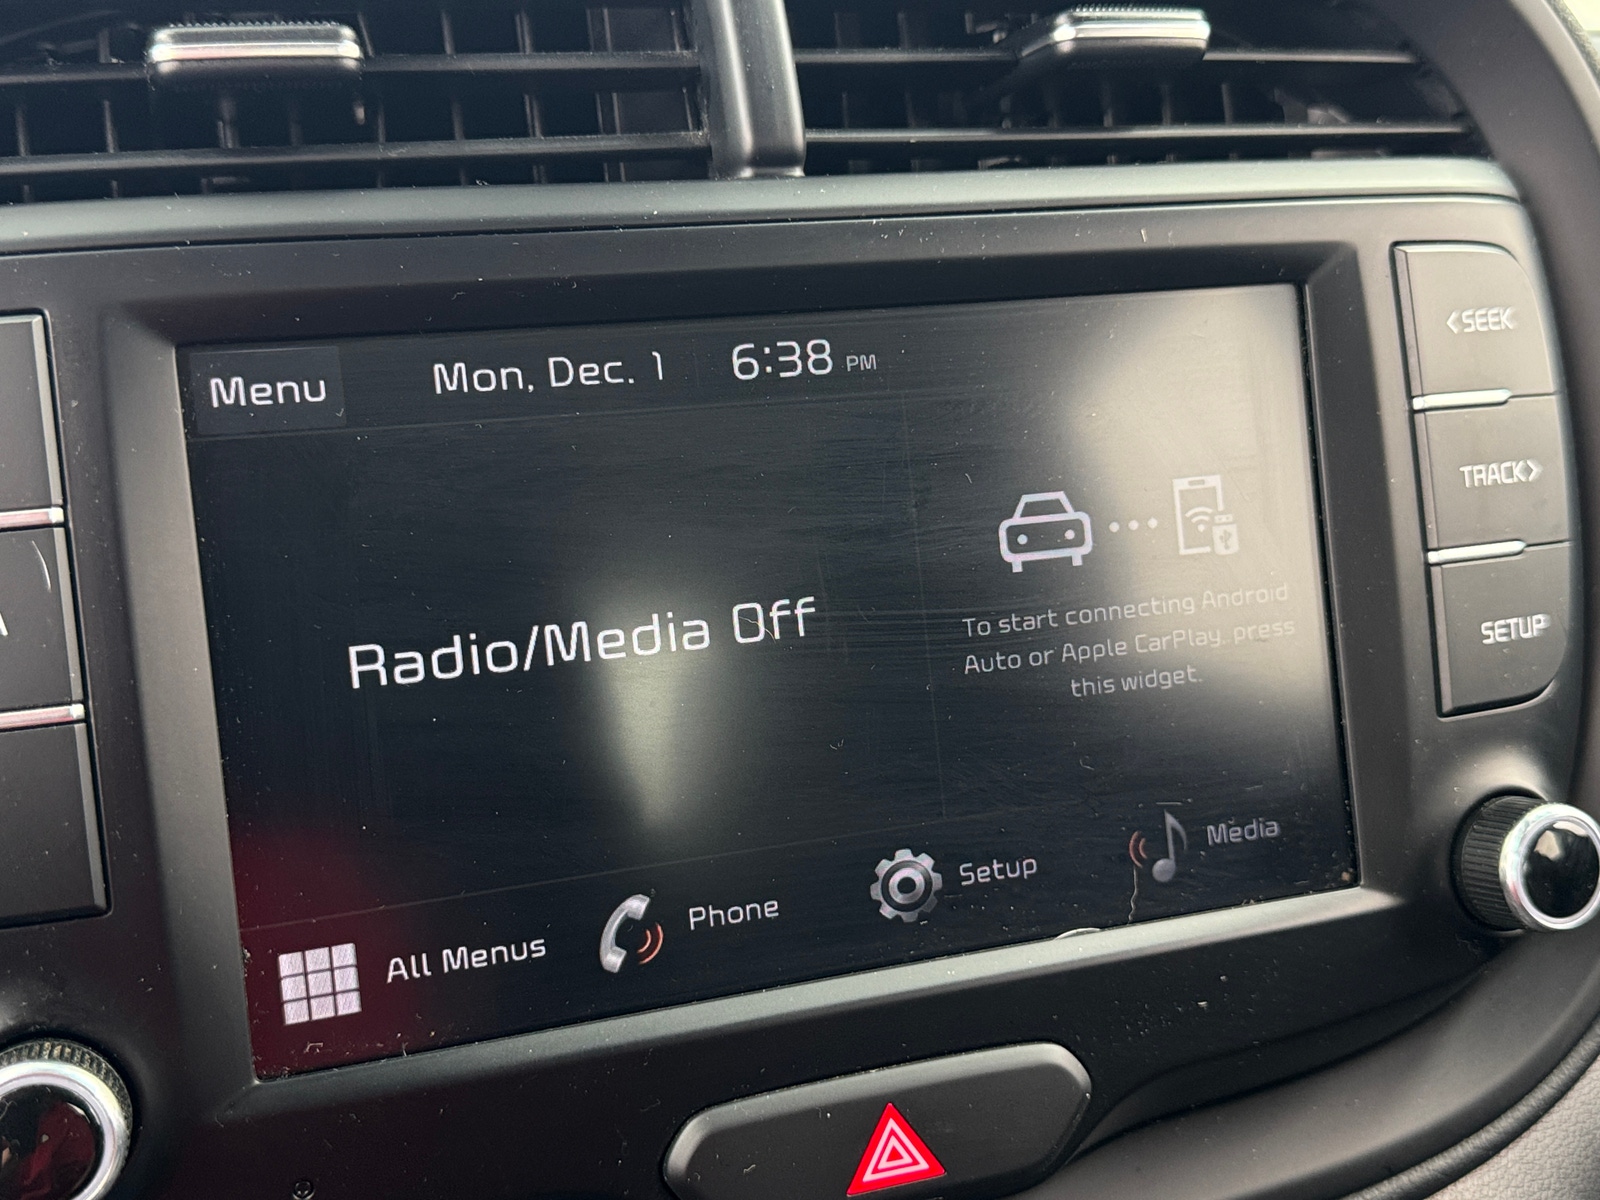 Menu
Mon, Dec. 1
6:38 PM
<SEEK
TRACK>
SETUP
Radio/Media Off
To start connecting Android
Auto or Apple CarPlay, press
this widget.
All Menus
Phone
Setup
Media